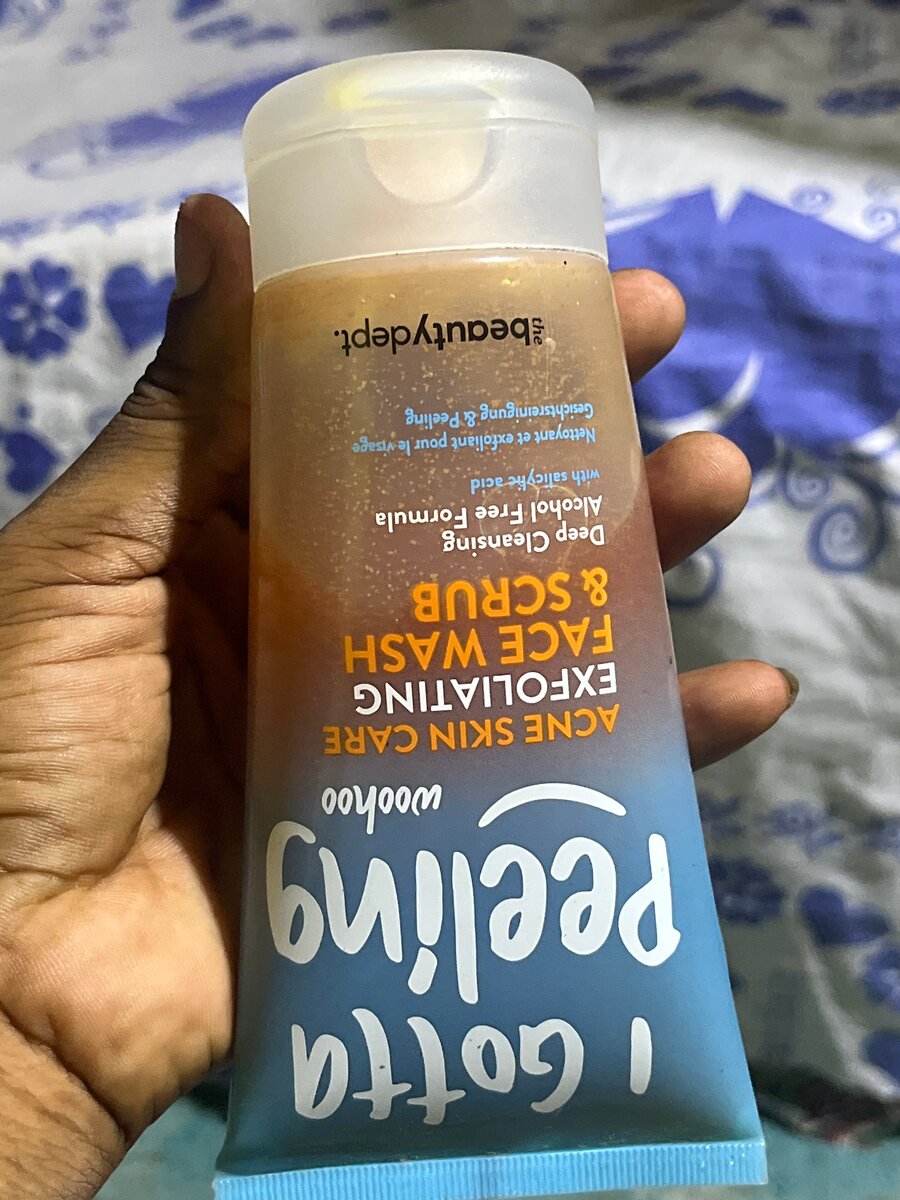 I Gotta
Peeling
woohoo
ACNE SKIN CARE
EXFOLIATING
FACE WASH
& SCRUB
Deep Cleansing
Alcohol Free Formula
with salicylic acid
Nettoyant et exfoliant pour le visage
Gesichtsreinigung & Peeling
the beautydept.